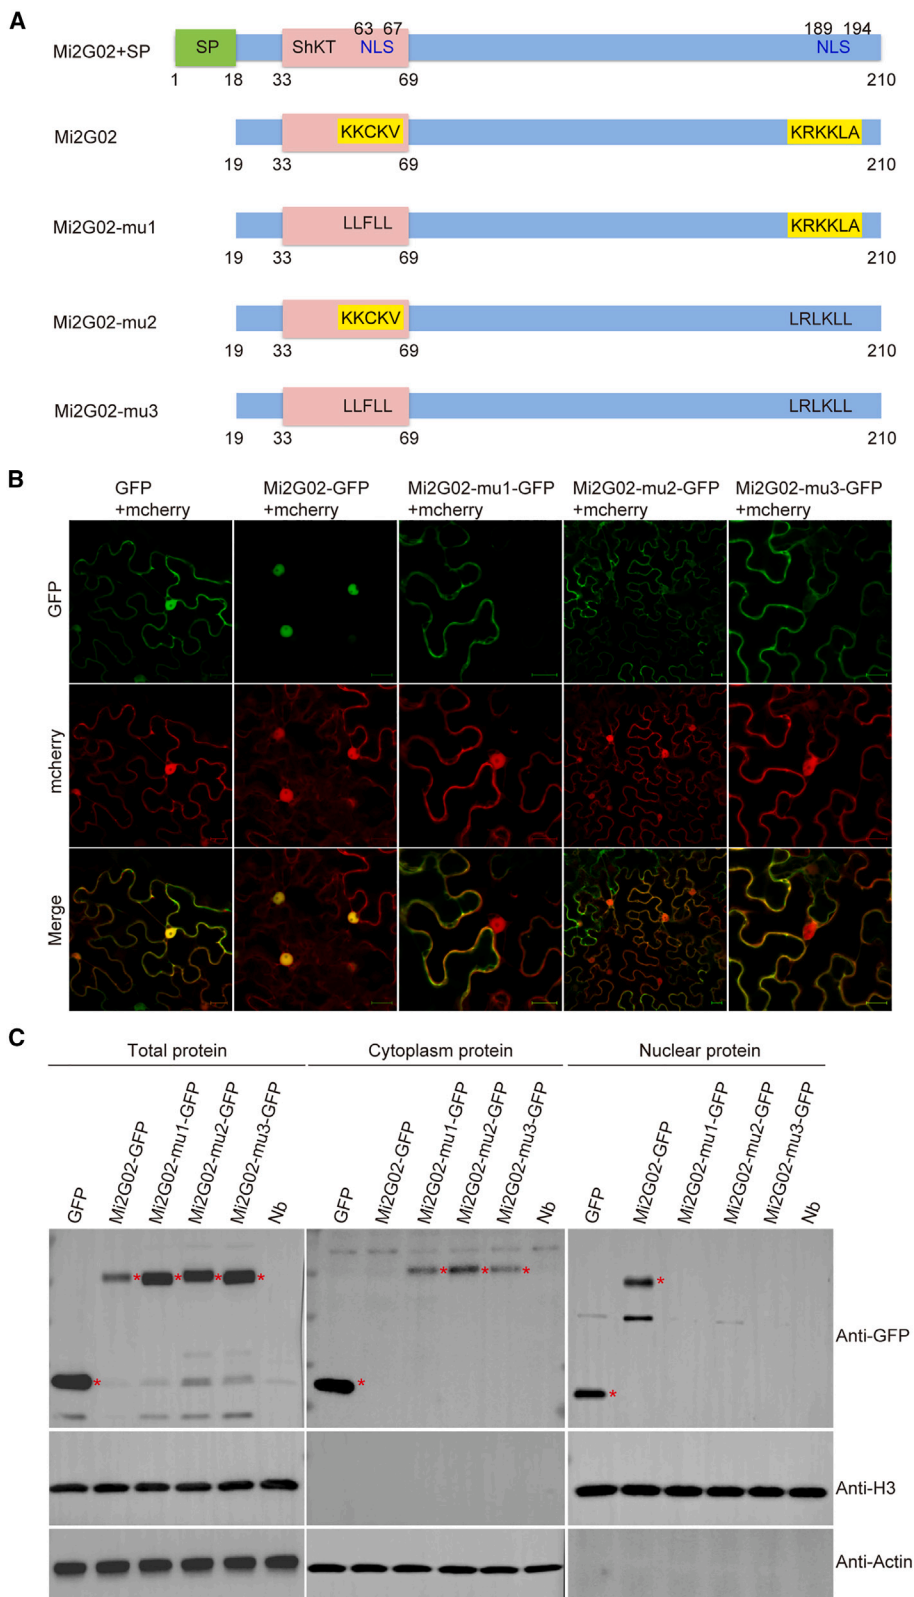 A
63 67
189 194
Mi2G02+SP
SP
ShKT
NLS
NLS
1 18 33 69 210
Mi2G02
KKCKV
KRKKLA
19 33 69 210
Mi2G02-mu1
LLFLL
KRKKLA
19 33 69 210
Mi2G02-mu2
KKCKV
LRLKLL
19 33 69 210
Mi2G02-mu3
LLFLL
LRLKLL
19 33 69 210
B
GFP
+mcherry
Mi2G02-GFP
+mcherry
Mi2G02-mu1-GFP
+mcherry
Mi2G02-mu2-GFP
+mcherry
Mi2G02-mu3-GFP
+mcherry
GFP
mcherry
Merge
C
Total protein
Cytoplasm protein
Nuclear protein
GFP
Mi2G02-GFP
Mi2G02-mu1-GFP
Mi2G02-mu2-GFP
Mi2G02-mu3-GFP
Nb
GFP
Mi2G02-GFP
Mi2G02-mu1-GFP
Mi2G02-mu2-GFP
Mi2G02-mu3-GFP
Nb
GFP
Mi2G02-GFP
Mi2G02-mu1-GFP
Mi2G02-mu2-GFP
Mi2G02-mu3-GFP
Nb
* * * * *
* * * *
* *
Anti-GFP
Anti-H3
Anti-Actin